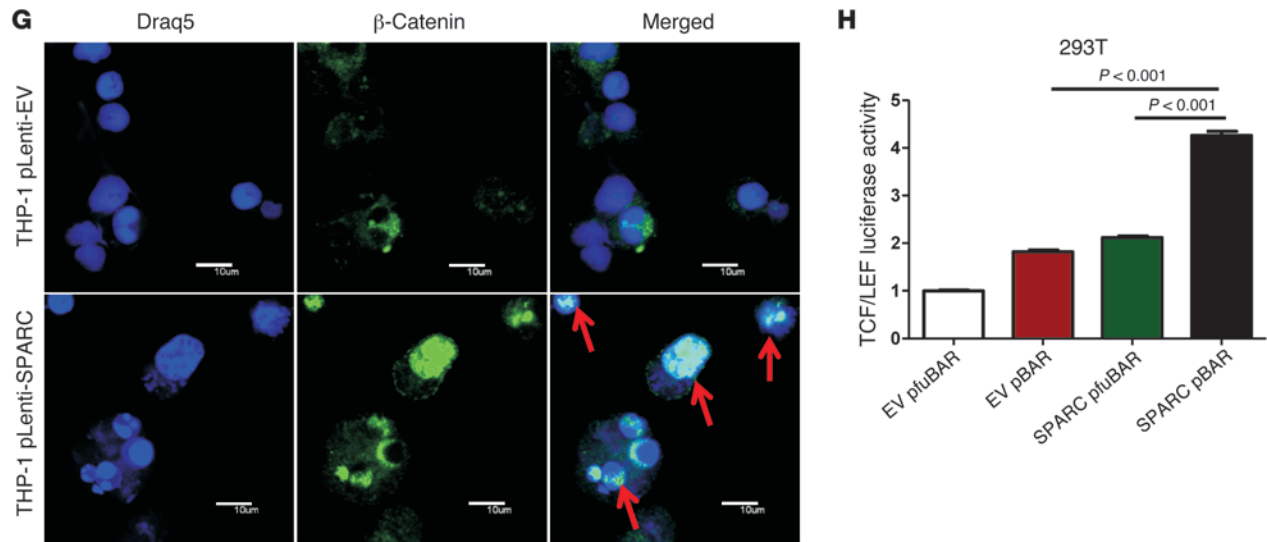 G
Draq5
β-Catenin
Merged
THP-1 pLenti-EV
10um
10um
10um
THP-1 pLenti-SPARC
10um
10um
10um
H
293T
P < 0.001
P < 0.001
TCF/LEF luciferase activity
5
4
3
2
1
0
EV pfuBAR
EV pBAR
SPARC pfuBAR
SPARC pBAR